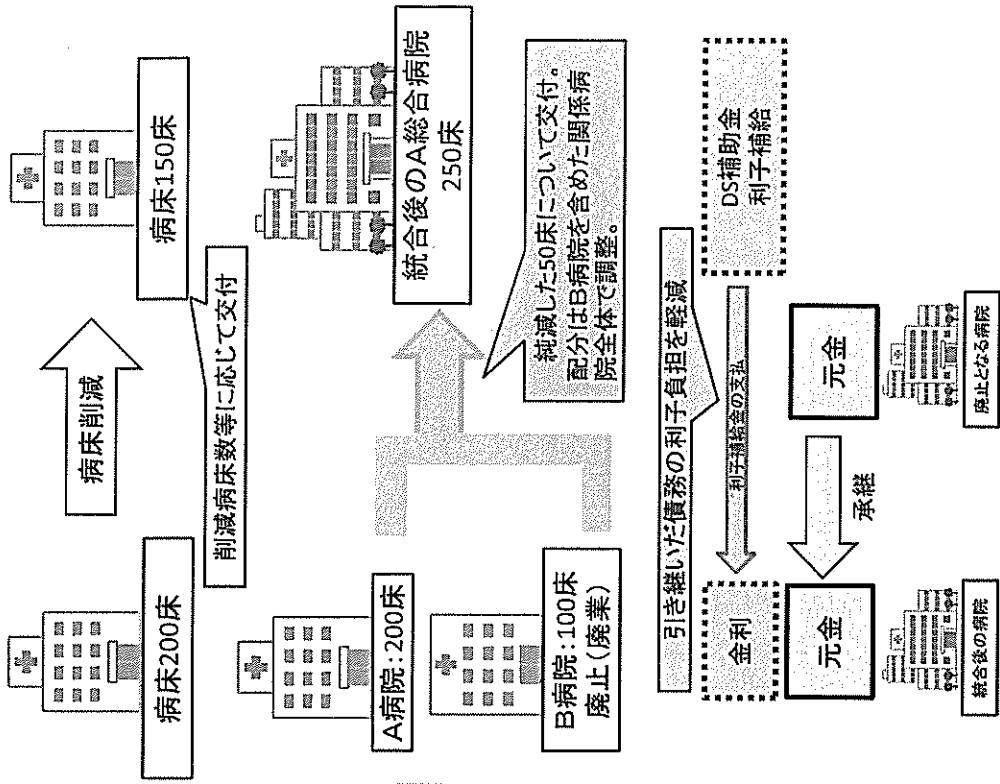 病床200床
病床削減
病床150床
削減病床数等に応じて交付
A病院:200床
B病院:100床
廃止(廃業)
統合後のA総合病院
250床
純減した50床について交付。
配分はB病院を含めた関係病
院全体で調整。
引き継いだ債務の利子負担を軽減
金利
利子補給金の支払
DS補助金
利子補給
元金
承継
元金
統合後の病院
廃止となる病院